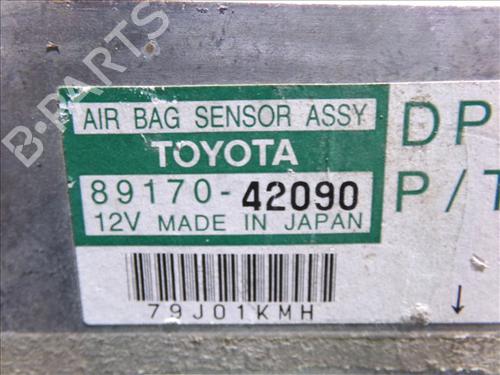 B-PARTS
AIR BAG SENSOR ASSY
TOYOTA
89170-42090
12V MADE IN JAPAN
79J01KMH
DP
P/T
↓